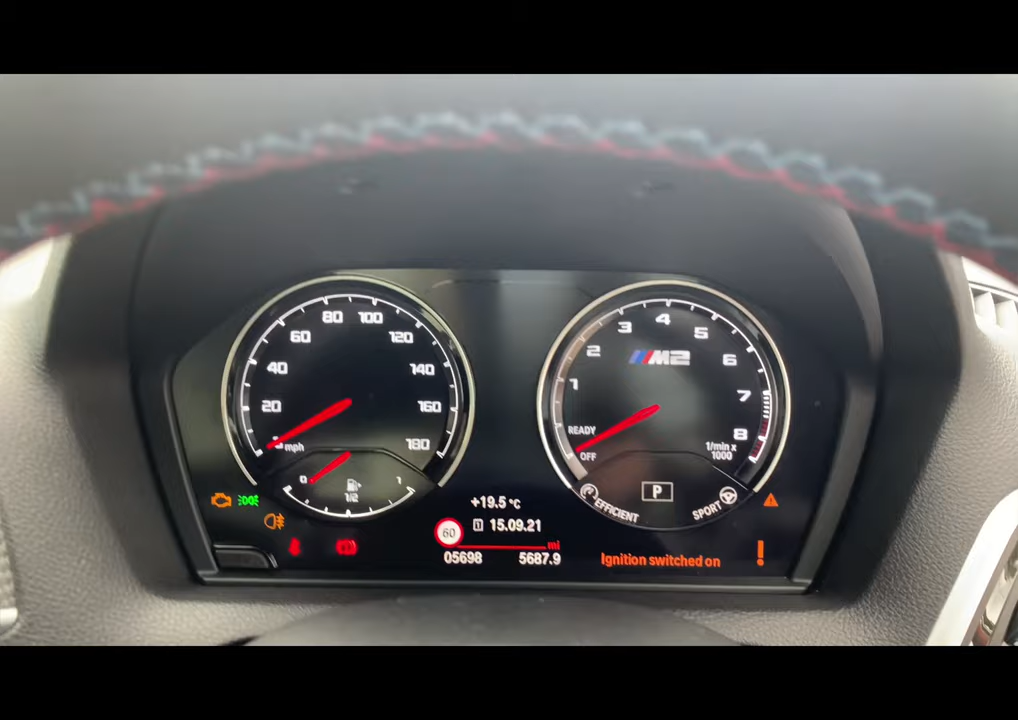 80 100
60 120
40 140
20 160
0 mph 180
0 1/2 1
4
3 5
2 M2 6
1 7
READY 8
OFF 1/min x
1000
P
EFFICIENT SPORT
+19.5 °C
60 15.09.21
mi
05698 5687.9
Ignition switched on